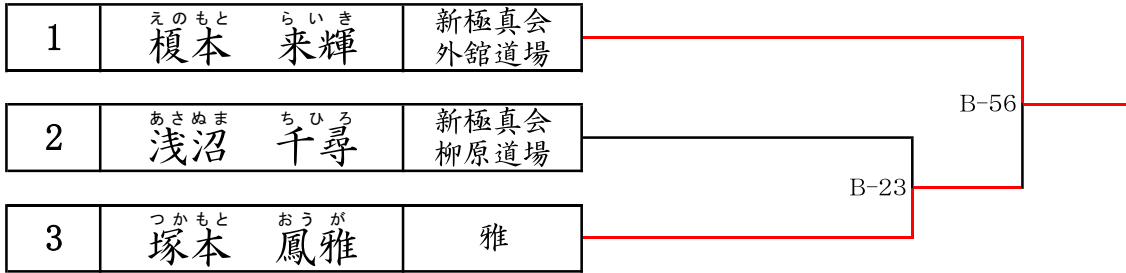 1
えのもと らいき
榎本 来輝
新極真会
外舘道場
B-56
2
あさぬま ちひろ
浅沼 千尋
新極真会
柳原道場
B-23
3
つかもと おうが
塚本 鳳雅
雅